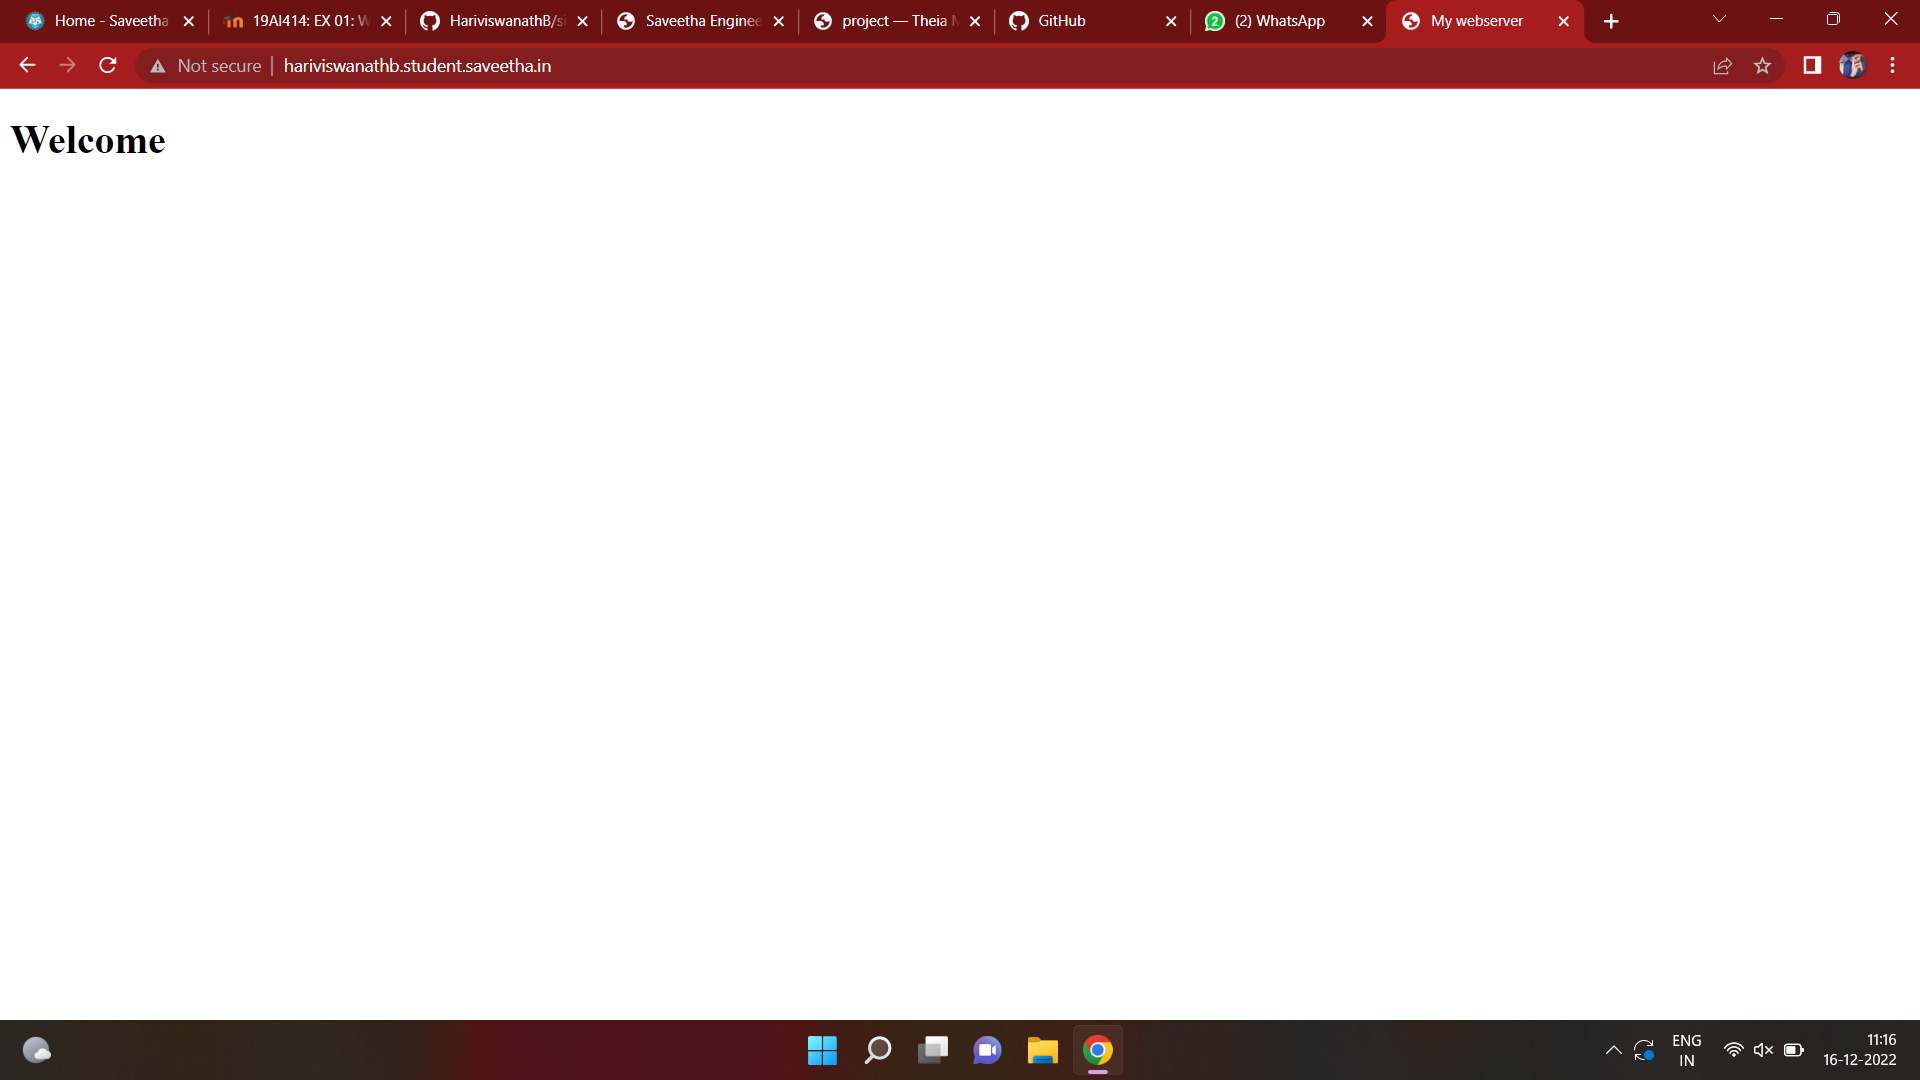 Home - Saveetha
19AI414: EX 01: W
HariviswanathB/si
Saveetha Enginee
project — Theia
GitHub
2
(2) WhatsApp
My webserver
Not secure
hariviswanathb.student.saveetha.in
Welcome
ENG
IN
11:16
16-12-2022